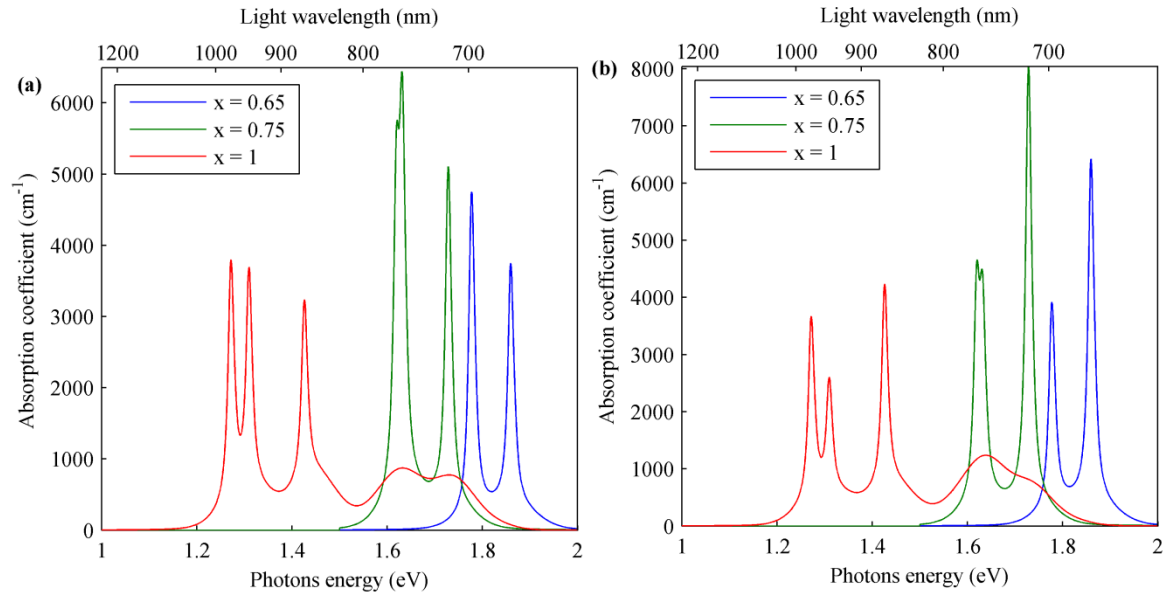 Light wavelength (nm)
1200 1000 900 800 700
(a)
x = 0.65
x = 0.75
x = 1
Absorption coefficient (cm⁻¹)
6000
5000
4000
3000
2000
1000
0
1 1.2 1.4 1.6 1.8 2
Photons energy (eV)
Light wavelength (nm)
1200 1000 900 800 700
(b)
x = 0.65
x = 0.75
x = 1
Absorption coefficient (cm⁻¹)
8000
7000
6000
5000
4000
3000
2000
1000
0
1 1.2 1.4 1.6 1.8 2
Photons energy (eV)